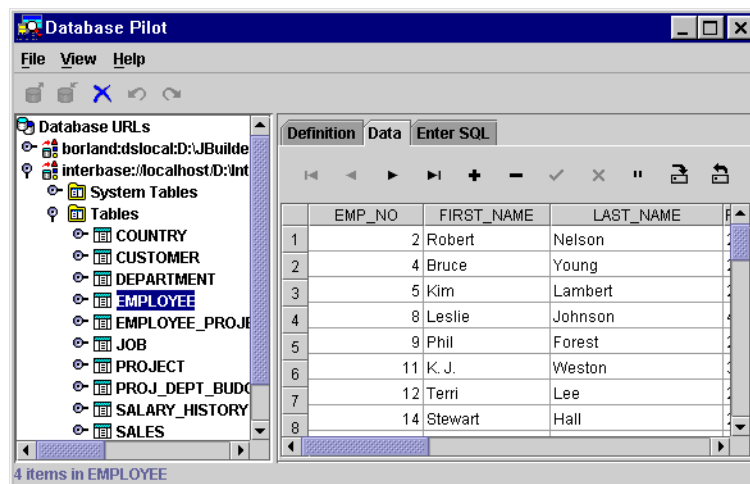 Database Pilot
File View Help
Database URLs
borland:dslocal:D:\JBuilde
interbase://localhost/D:\Int
System Tables
Tables
COUNTRY
CUSTOMER
DEPARTMENT
EMPLOYEE
EMPLOYEE_PROJE
JOB
PROJECT
PROJ_DEPT_BUDG
SALARY_HISTORY
SALES
Definition Data Enter SQL
EMP_NO FIRST_NAME LAST_NAME
1 2 Robert Nelson
2 4 Bruce Young
3 5 Kim Lambert
4 8 Leslie Johnson
5 9 Phil Forest
6 11 K. J. Weston
7 12 Terri Lee
8 14 Stewart Hall
4 items in EMPLOYEE